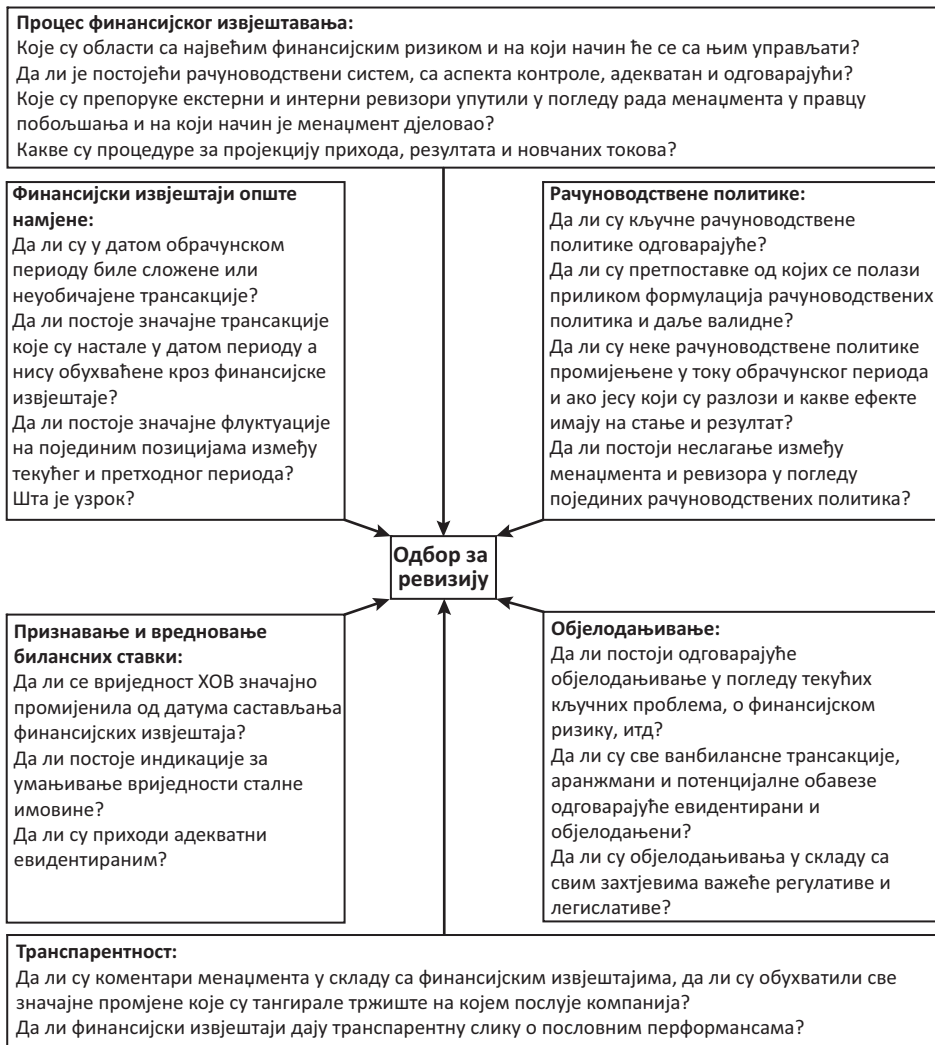 Процес финансијског извјештавања:
Које су области са највећим финансијским ризиком и на који начин ће се са њим управљати?
Да ли је постојећи рачуноводствени систем, са аспекта контроле, адекватан и одговарајући?
Које су препоруке екстерни и интерни ревизори упутили у погледу рада менаџмента у правцу
побољшања и на који начин је менаџмент дјеловао?
Какве су процедуре за пројекцију прихода, резултата и новчаних токова?
Финансијски извјештаји опште
намјене:
Да ли су у датом обрачунском
периоду биле сложене или
неуобичајене трансакције?
Да ли постоје значајне трансакције
које су настале у датом периоду а
нису обухваћене кроз финансијске
извјештаје?
Да ли постоје значајне флуктуације
на појединим позицијама између
текућег и претходног периода?
Шта је узрок?
Рачуноводствене политике:
Да ли су кључне рачуноводствене
политике одговарајуће?
Да ли су претпоставке од којих се полази
приликом формулација рачуноводствених
политика и даље валидне?
Да ли су неке рачуноводствене политике
промијењене у току обрачунског периода
и ако јесу који су разлози и какве ефекте
имају на стање и резултат?
Да ли постоји неслагање између
менаџмента и ревизора у погледу
појединих рачуноводствених политика?
Одбор за
ревизију
Признавање и вредновање
билансних ставки:
Да ли се вриједност ХОВ значајно
промијенила од датума састављања
финансијских извјештаја?
Да ли постоје индикације за
умањивање вриједности сталне
имовине?
Да ли су приходи адекватни
евидентираним?
Објелодањивање:
Да ли постоји одговарајуће
објелодањивање у погледу текућих
кључних проблема, о финансијском
ризику, итд?
Да ли су све ванбилансне трансакције,
аранжмани и потенцијалне обавезе
одговарајуће евидентирани и
објелодањени?
Да ли су објелодањивања у складу са
свим захтјевима важеће регулативе и
легислативе?
Транспарентност:
Да ли су коментари менаџмента у складу са финансијским извјештајима, да ли су обухватили све
значајне промјене које су тангирале тржиште на којем послује компанија?
Да ли финансијски извјештаји дају транспарентну слику о пословним перформансама?